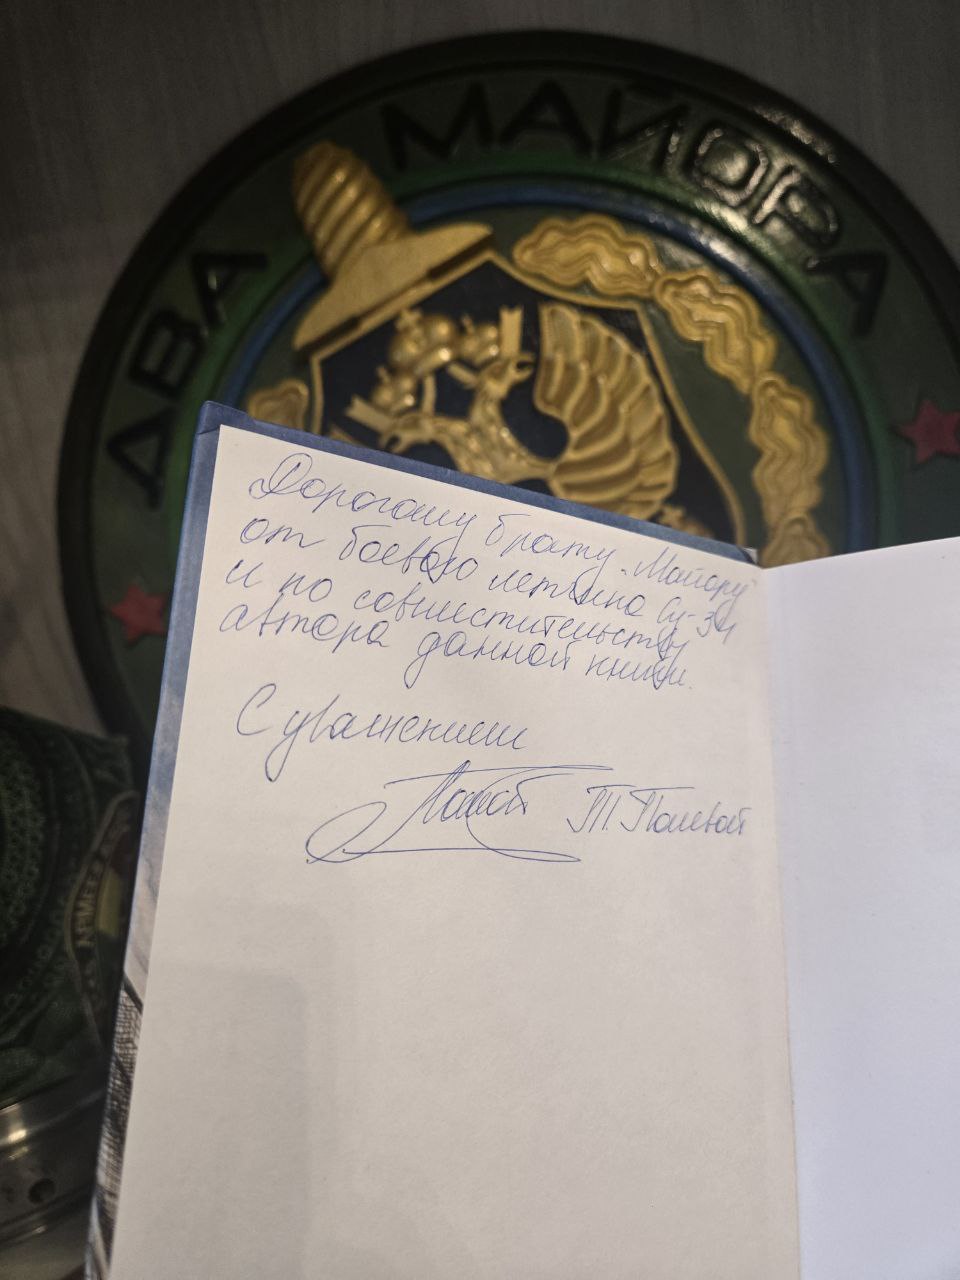 ДВА МАЙОРА
Дорогому брату "Майору"
от боевого летчика Су-34
и по совместительству
автора данной книги.
С уважением
Т. Полевой